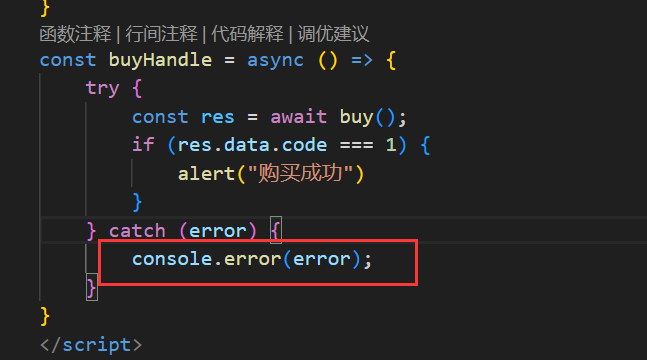 }
函数注释 | 行间注释 | 代码解释 | 调优建议
const buyHandle = async () => {
    try {
        const res = await buy();
        if (res.data.code === 1) {
            alert("购买成功")
        }
    } catch (error) {
        console.error(error);
    }
}
</script>